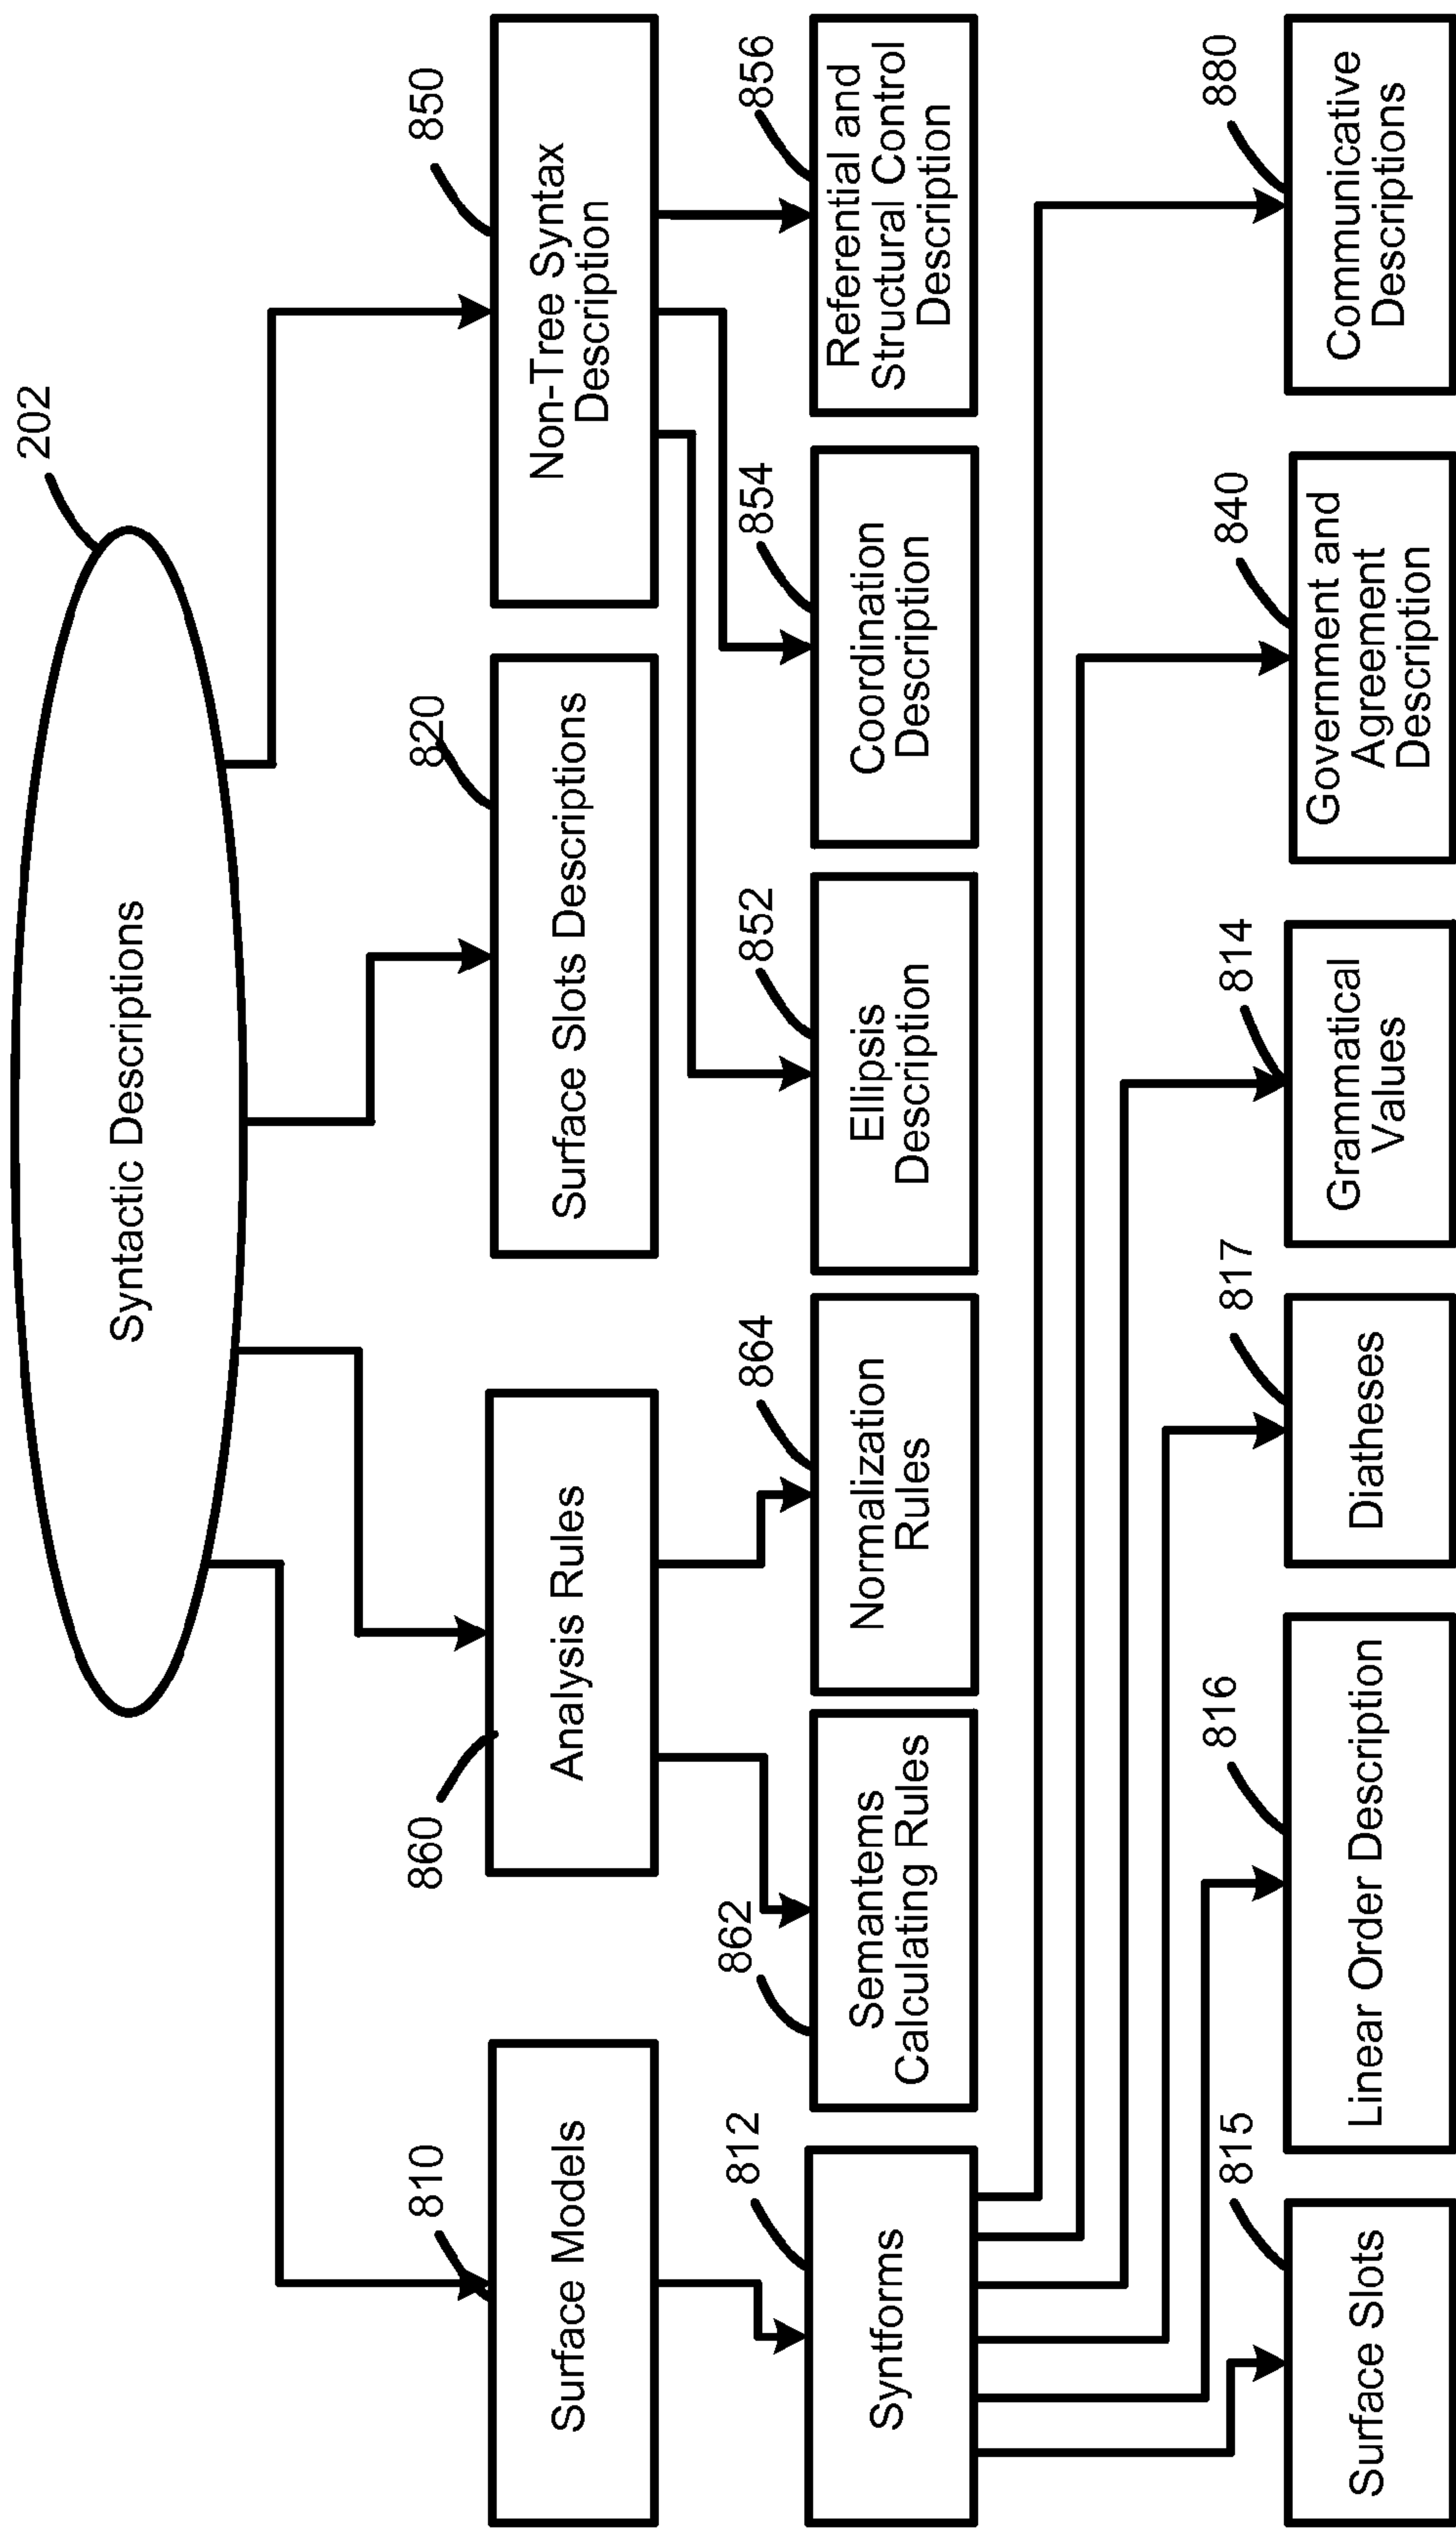 202
Syntactic Descriptions
810
860
820
850
Surface Models
Analysis Rules
Surface Slots Descriptions
Non-Tree Syntax
Description
812
862
864
852
854
856
Syntforms
Semantems
Calculating Rules
Normalization
Rules
Ellipsis
Description
Coordination
Description
Referential and
Structural Control
Description
815
816
817
814
840
880
Surface Slots
Linear Order Description
Diatheses
Grammatical
Values
Government and
Agreement
Description
Communicative
Descriptions